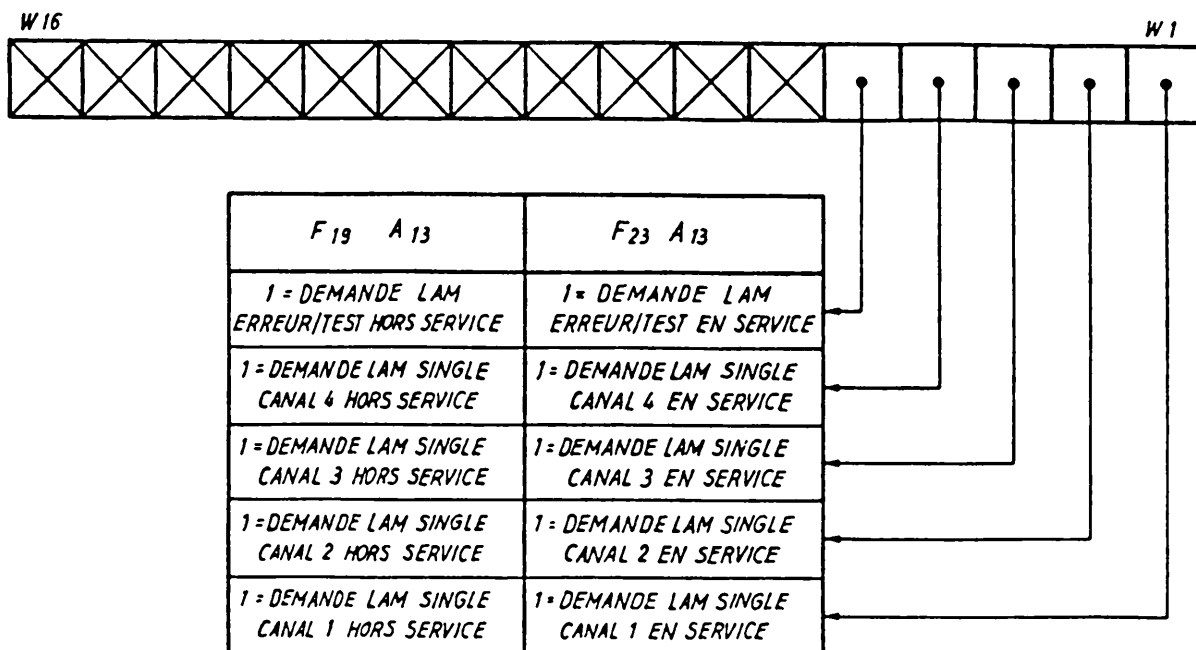 W16 W1
F19 A13 F23 A13
1 = DEMANDE LAM
ERREUR/TEST HORS SERVICE
1 = DEMANDE LAM
ERREUR/TEST EN SERVICE
1 = DEMANDE LAM SINGLE
CANAL 4 HORS SERVICE
1 = DEMANDE LAM SINGLE
CANAL 4 EN SERVICE
1 = DEMANDE LAM SINGLE
CANAL 3 HORS SERVICE
1 = DEMANDE LAM SINGLE
CANAL 3 EN SERVICE
1 = DEMANDE LAM SINGLE
CANAL 2 HORS SERVICE
1 = DEMANDE LAM SINGLE
CANAL 2 EN SERVICE
1 = DEMANDE LAM SINGLE
CANAL 1 HORS SERVICE
1 = DEMANDE LAM SINGLE
CANAL 1 EN SERVICE